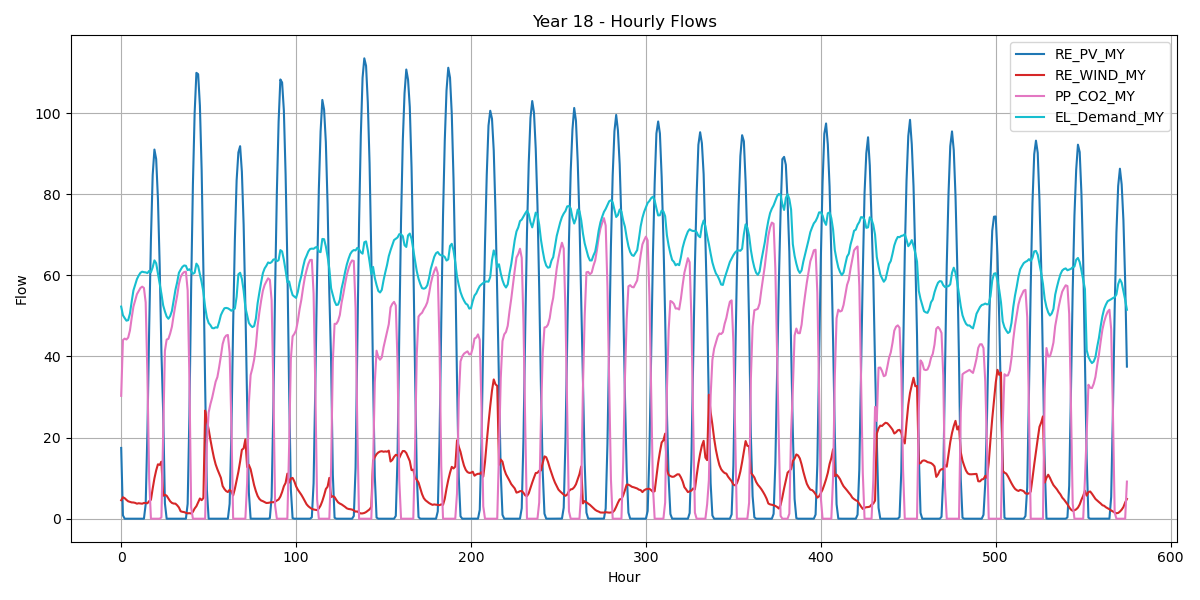 Year 18 - Hourly Flows
RE_PV_MY
RE_WIND_MY
PP_CO2_MY
EL_Demand_MY
Flow
100
80
60
40
20
0
0 100 200 300 400 500 600
Hour